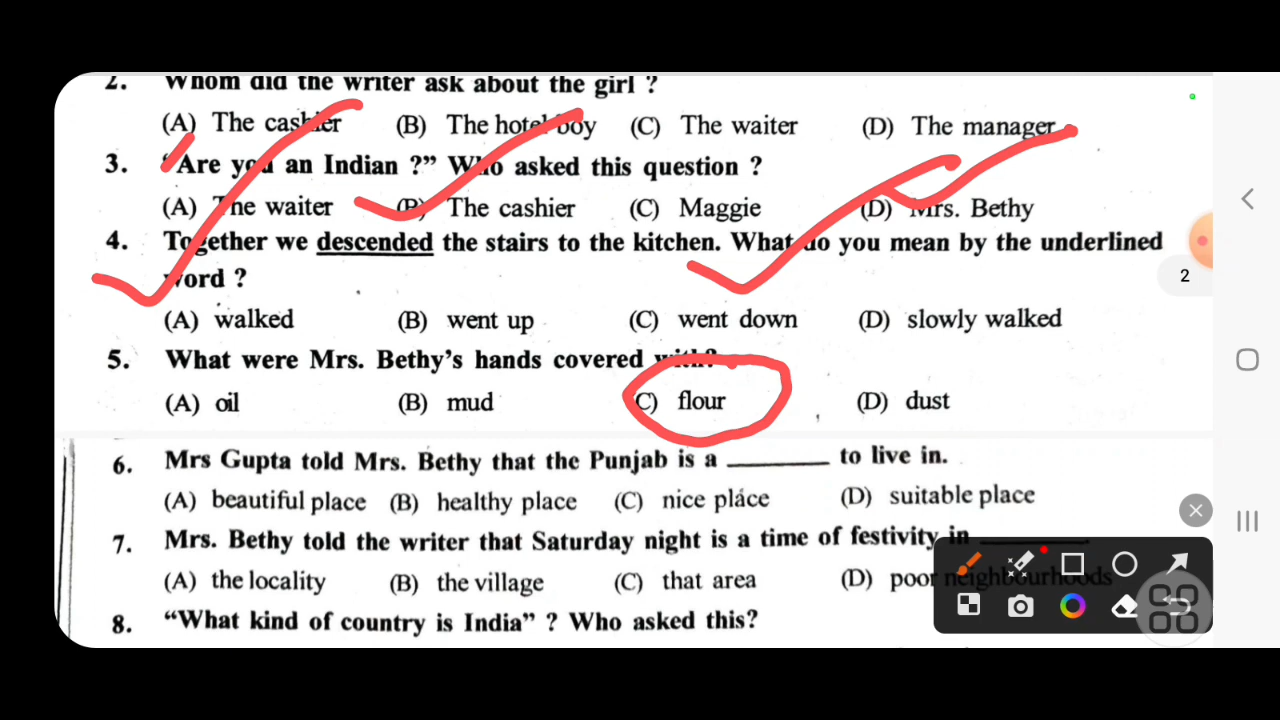 2. Whom did the writer ask about the girl ?
(A) The cashier (B) The hotel boy (C) The waiter (D) The manager
3. “Are you an Indian ?” Who asked this question ?
(A) The waiter (B) The cashier (C) Maggie (D) Mrs. Bethy
4. Together we descended the stairs to the kitchen. What do you mean by the underlined
word ?
(A) walked (B) went up (C) went down (D) slowly walked
2
5. What were Mrs. Bethy’s hands covered with?
(A) oil (B) mud (C) flour (D) dust
6. Mrs Gupta told Mrs. Bethy that the Punjab is a ________ to live in.
(A) beautiful place (B) healthy place (C) nice place (D) suitable place
7. Mrs. Bethy told the writer that Saturday night is a time of festivity in ________.
(A) the locality (B) the village (C) that area (D) poor neighbourhoods
8. “What kind of country is India” ? Who asked this?